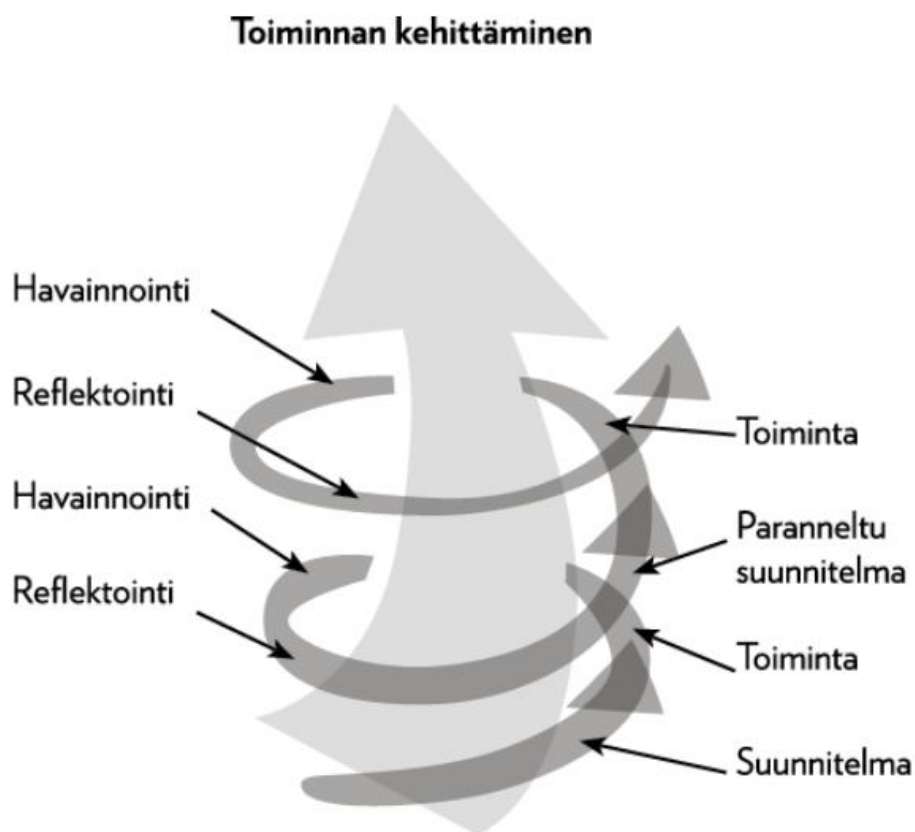 Toiminnan kehittäminen
Havainnointi
Reflektointi
Havainnointi
Reflektointi
Toiminta
Paranneltu
suunnitelma
Toiminta
Suunnitelma